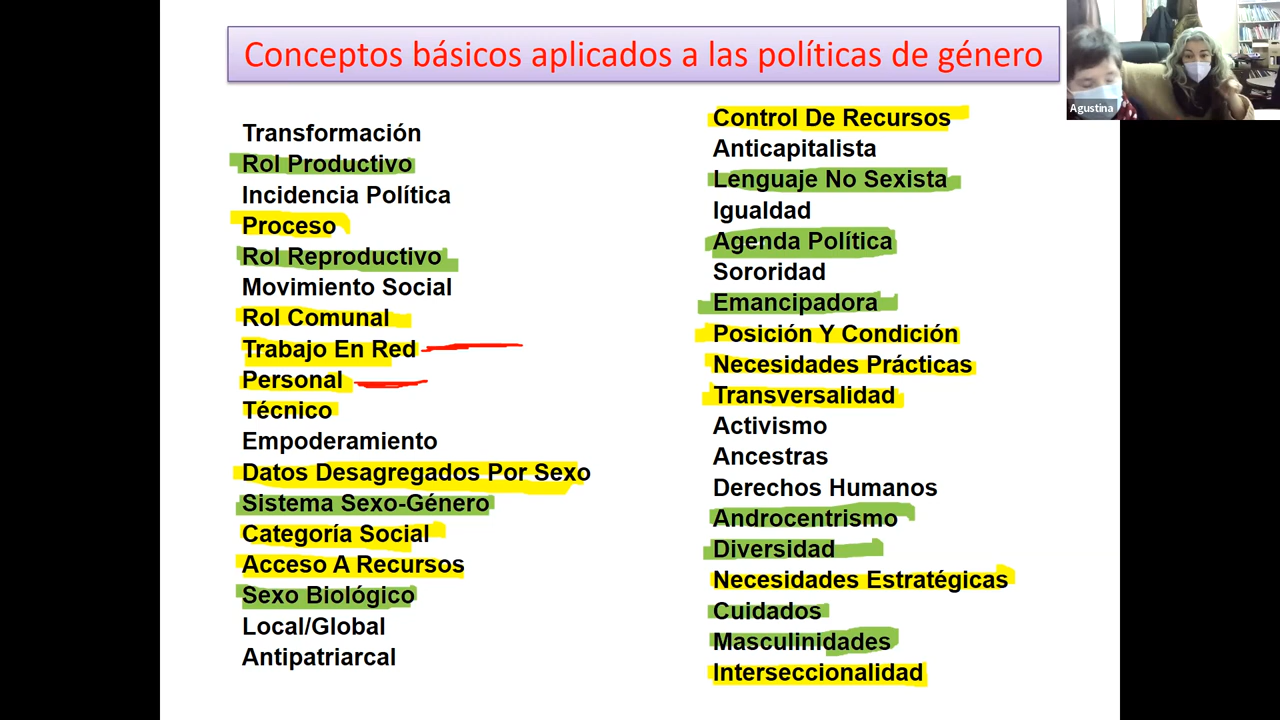 Conceptos básicos aplicados a las políticas de género
Transformación
Rol Productivo
Incidencia Política
Proceso
Rol Reproductivo
Movimiento Social
Rol Comunal
Trabajo En Red
Personal
Técnico
Empoderamiento
Datos Desagregados Por Sexo
Sistema Sexo-Género
Categoría Social
Acceso A Recursos
Sexo Biológico
Local/Global
Antipatriarcal
Control De Recursos
Anticapitalista
Lenguaje No Sexista
Igualdad
Agenda Política
Sororidad
Emancipadora
Posición Y Condición
Necesidades Prácticas
Transversalidad
Activismo
Ancestras
Derechos Humanos
Androcentrismo
Diversidad
Necesidades Estratégicas
Cuidados
Masculinidades
Interseccionalidad
Agustina